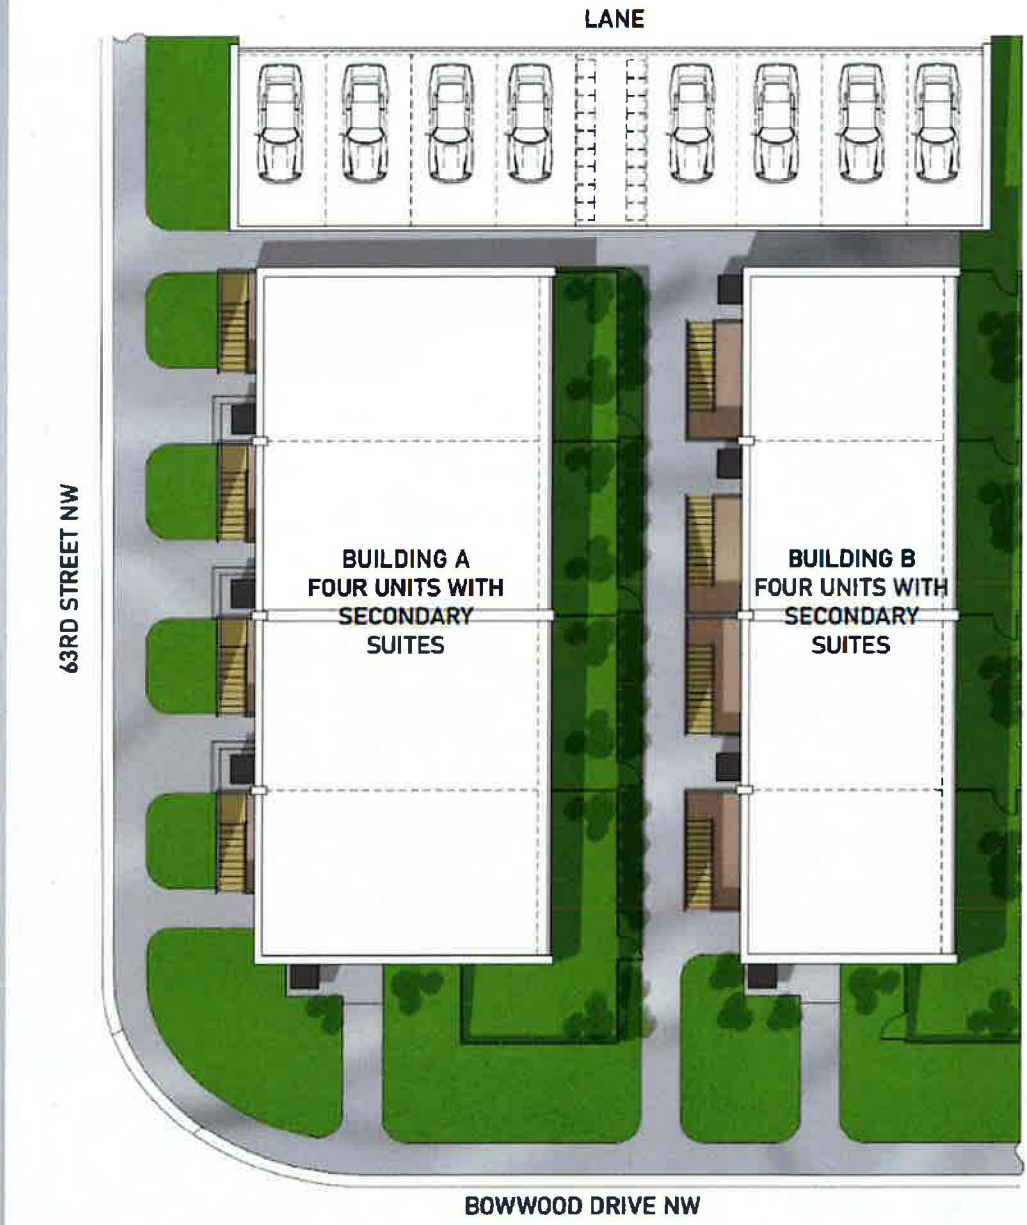 LANE
63RD STREET NW
BUILDING A
FOUR UNITS WITH
SECONDARY
SUITES
BUILDING B
FOUR UNITS WITH
SECONDARY
SUITES
BOWWOOD DRIVE NW